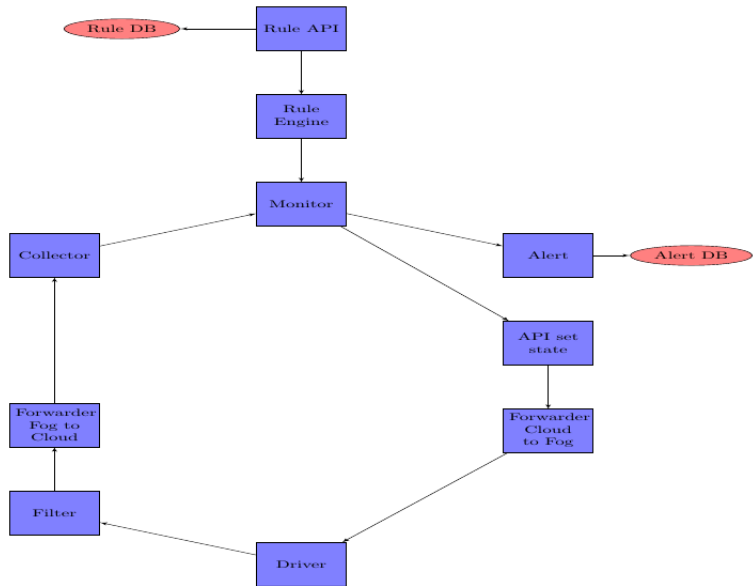 Rule DB
Rule API
Rule
Engine
Monitor
Collector
Alert
Alert DB
API set
state
Forwarder
Fog to
Cloud
Forwarder
Cloud
to Fog
Filter
Driver